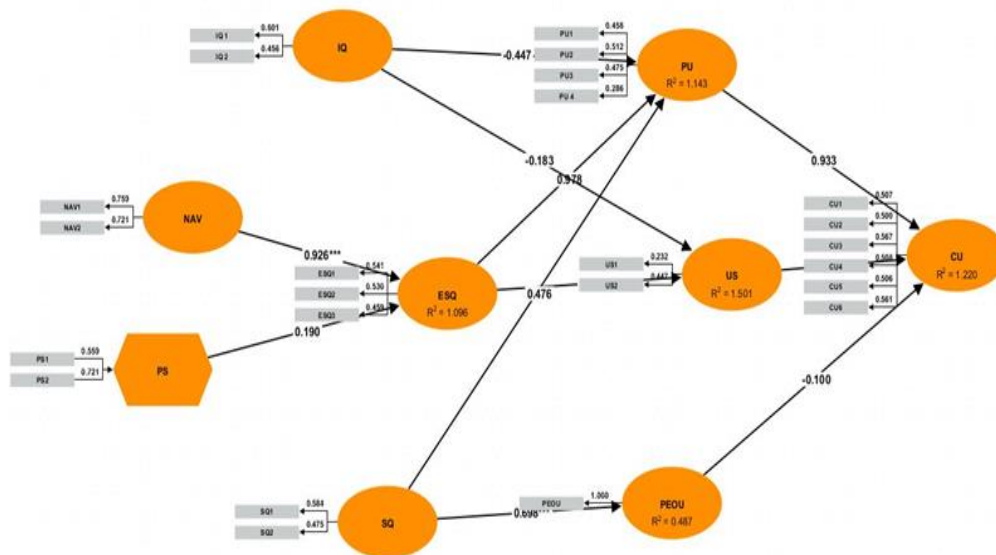 IQ 1
0.601
IQ 2
0.456
IQ
-0.447
PU1
0.458
PU2
0.512
PU3
0.475
PU 4
0.286
PU
R² = 1.143
-0.183
0.978
0.933
NAV1
0.759
NAV2
0.721
NAV
0.926***
ESQ1
0.541
ESQ2
0.530
ESQ3
0.459
ESQ
R² = 1.096
0.190
0.476
US1
0.232
US2
0.447
US
R² = 1.501
CU1
0.507
CU2
0.500
CU3
0.567
CU4
CU5
0.506
CU6
0.561
CU
R² = 1.220
PS1
0.550
PS2
0.721
PS
-0.100
SQ1
0.584
SQ2
0.475
SQ
PEOU
1.060
PEOU
R² = 0.487